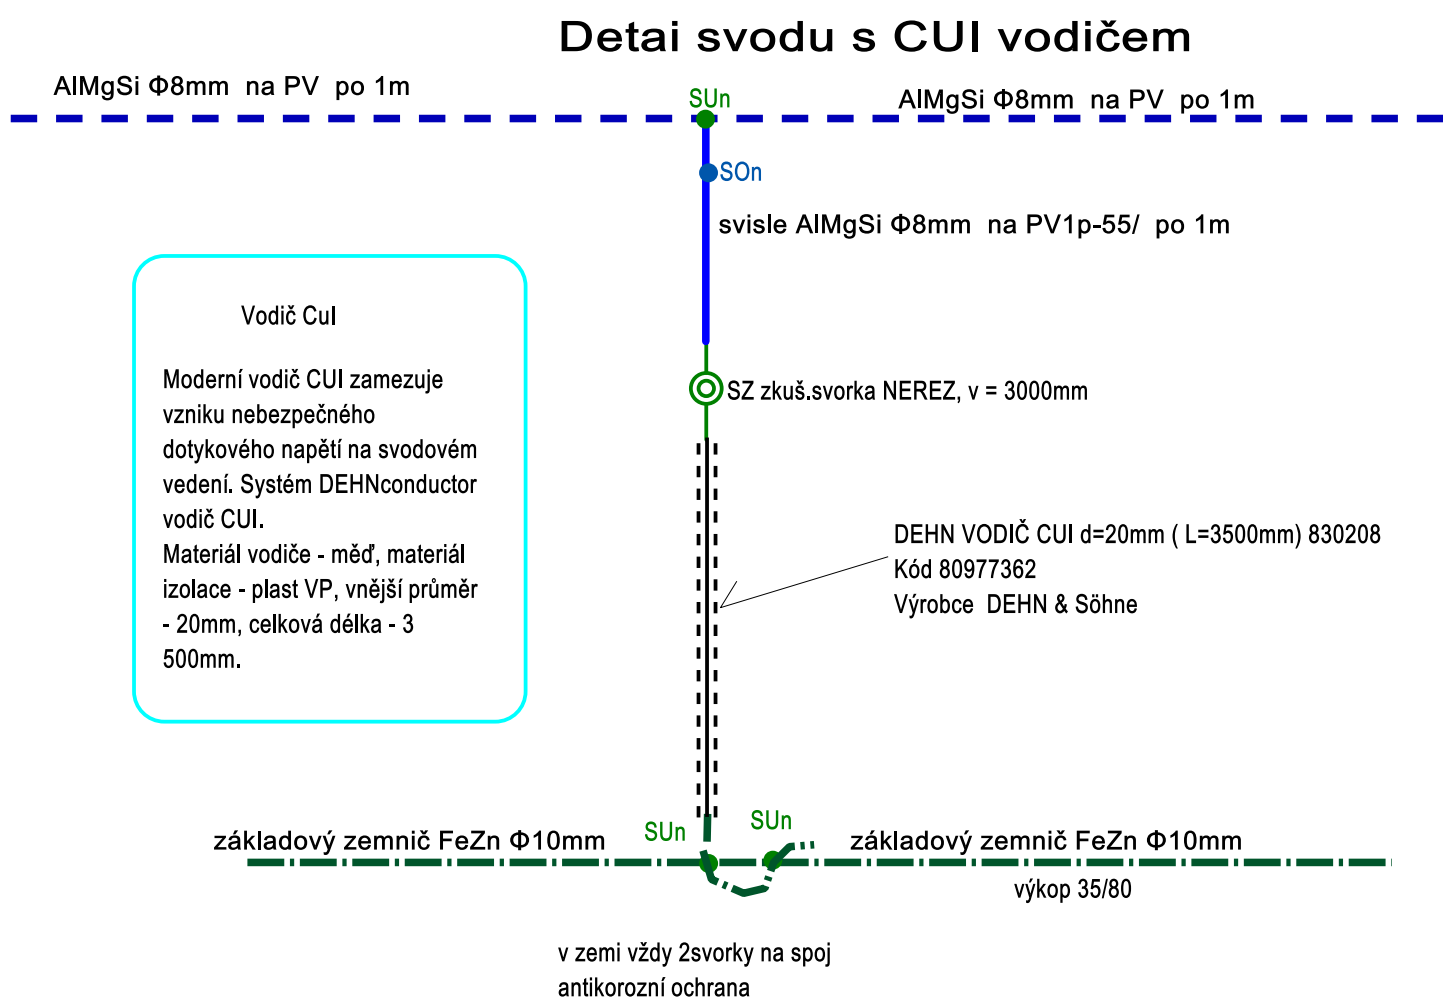 Detai svodu s CUI vodičem
AlMgSi Φ8mm na PV po 1m
SUn
AlMgSi Φ8mm na PV po 1m
SOn
svisle AlMgSi Φ8mm na PV1p-55/ po 1m
Vodič CuI
Moderní vodič CUI zamezuje
vzniku nebezpečného
dotykového napětí na svodovém
vedení. Systém DEHNconductor
vodič CUI.
Materiál vodiče - měď, materiál
izolace - plast VP, vnější průměr
- 20mm, celková délka - 3
500mm.
SZ zkuš.svorka NEREZ, v = 3000mm
DEHN VODIČ CUI d=20mm ( L=3500mm) 830208
Kód 80977362
Výrobce DEHN & Söhne
základový zemnič FeZn Φ10mm
SUn
SUn
základový zemnič FeZn Φ10mm
výkop 35/80
v zemi vždy 2svorky na spoj
antikorozní ochrana